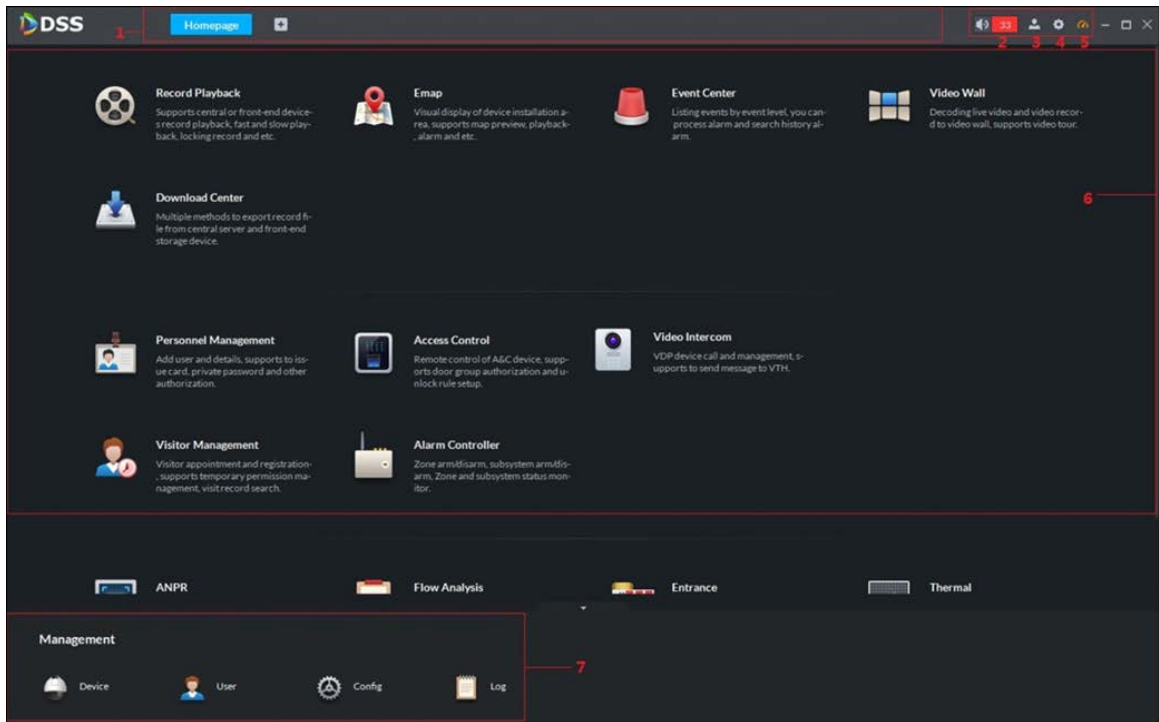 DSS
1
Homepage
33
2
3
4
5
Record Playback
Supports central or front-end device-
s record playback, fast and slow play-
back, locking record and etc.
Emap
Visual display of device installation a-
rea, supports map preview, playback-
, alarm and etc.
Event Center
Listing events by event level, you can-
process alarm and search history al-
arm.
Video Wall
Decoding live video and video recor-
d to video wall, supports video tour.
6
Download Center
Multiple methods to export record fi-
le from central server and front-end
storage device.
Personnel Management
Add user and details, supports to iss-
ue card, private password and other
authorization.
Access Control
Remote control of A&C device, supp-
orts door group authorization and u-
nlock rule setup.
Video Intercom
VDP device call and management, s-
upports to send message to VTH.
Visitor Management
Visitor appointment and registration-
, supports temporary permission ma-
nagement, visit record search.
Alarm Controller
Zone arm/disarm, subsystem arm/dis-
arm, Zone and subsystem status mon-
itor.
ANPR
Flow Analysis
Entrance
Thermal
Management
7
Device
User
Config
Log